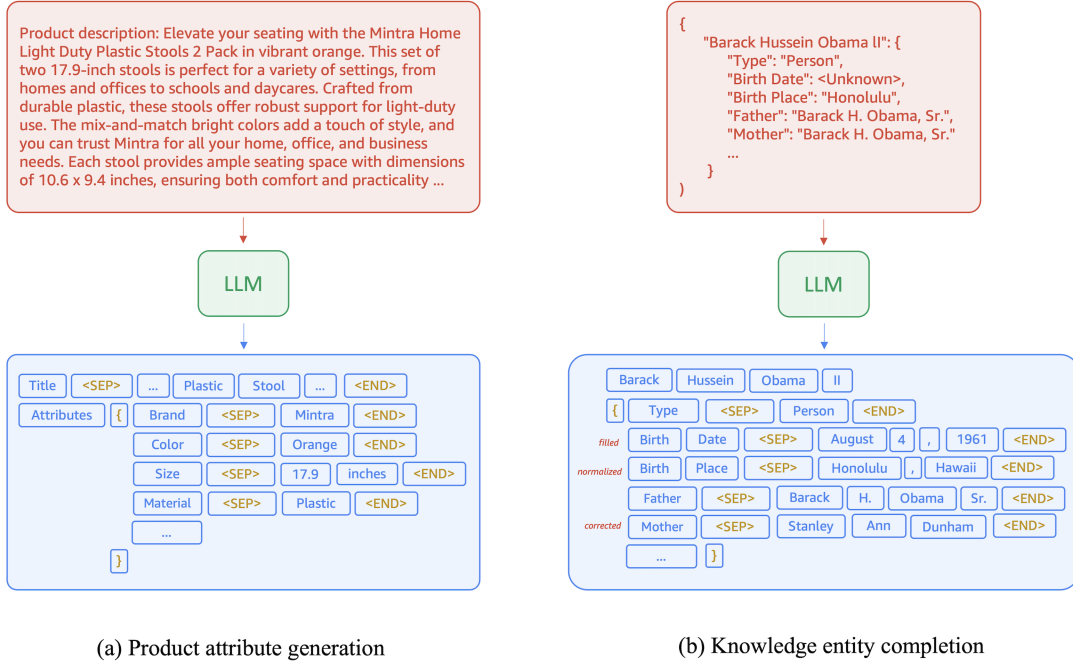 Product description: Elevate your seating with the Mintra Home
Light Duty Plastic Stools 2 Pack in vibrant orange. This set of
two 17.9-inch stools is perfect for a variety of settings, from
homes and offices to schools and daycares. Crafted from
durable plastic, these stools offer robust support for light-duty
use. The mix-and-match bright colors add a touch of style, and
you can trust Mintra for all your home, office, and business
needs. Each stool provides ample seating space with dimensions
of 10.6 x 9.4 inches, ensuring both comfort and practicality ...
LLM
Title <SEP> ... Plastic Stool ... <END>
Attributes { Brand <SEP> Mintra <END>
Color <SEP> Orange <END>
Size <SEP> 17.9 inches <END>
Material <SEP> Plastic <END>
...
}
(a) Product attribute generation
{
"Barack Hussein Obama lI": {
"Type": "Person",
"Birth Date": <Unknown>,
"Birth Place": "Honolulu",
"Father": "Barack H. Obama, Sr.",
"Mother": "Barack H. Obama, Sr."
...
}
)
LLM
Barack Hussein Obama II
{ Type <SEP> Person <END>
filled Birth Date <SEP> August 4 , 1961 <END>
normalized Birth Place <SEP> Honolulu , Hawaii <END>
Father <SEP> Barack H. Obama Sr. <END>
corrected Mother <SEP> Stanley Ann Dunham <END>
... }
(b) Knowledge entity completion